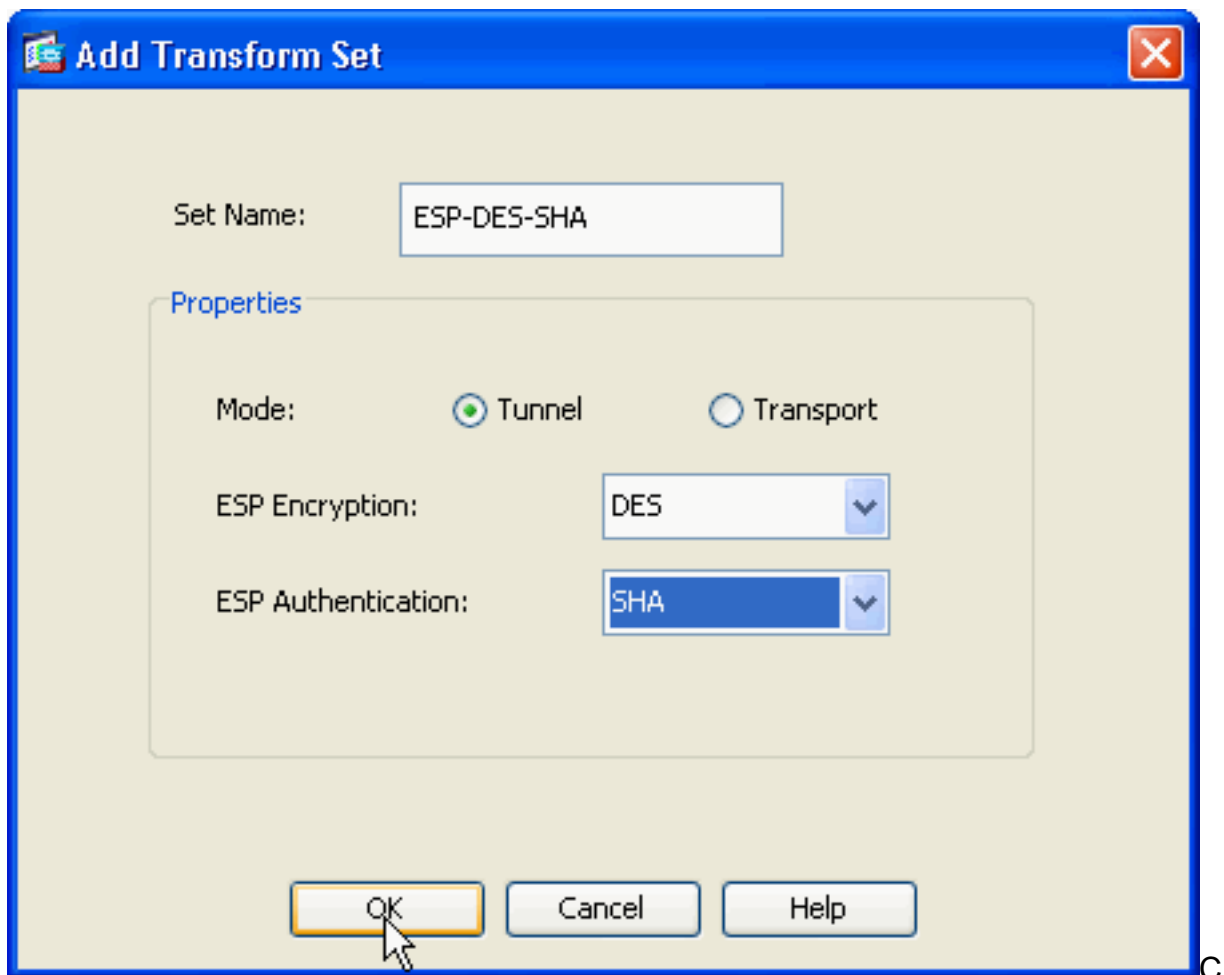 Add Transform Set
Set Name: ESP-DES-SHA
Properties
Mode: Tunnel Transport
ESP Encryption: DES
ESP Authentication: SHA
OK Cancel Help
C.